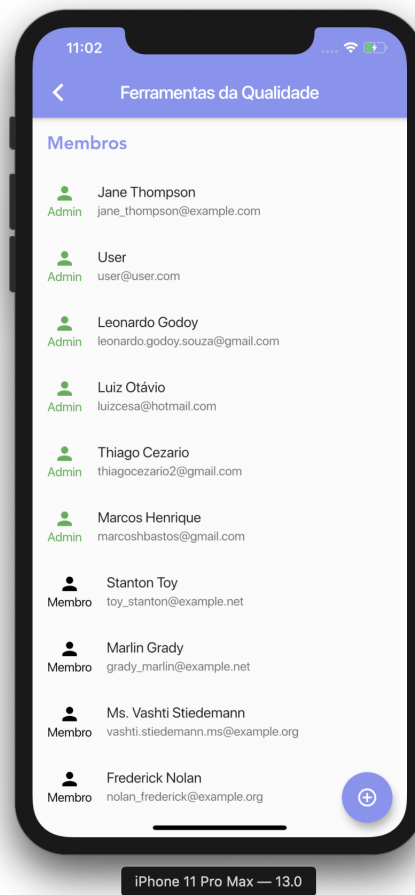 11:02
Ferramentas da Qualidade
Membros
Jane Thompson
Admin jane_thompson@example.com
User
Admin user@user.com
Leonardo Godoy
Admin leonardo.godoy.souza@gmail.com
Luiz Otávio
Admin luizcesa@hotmail.com
Thiago Cezario
Admin thiagocezario2@gmail.com
Marcos Henrique
Admin marcoshbastos@gmail.com
Stanton Toy
Membro toy_stanton@example.net
Marlin Grady
Membro grady_marlin@example.net
Ms. Vashti Stiedemann
Membro vashti.stiedemann.ms@example.org
Frederick Nolan
Membro nolan_frederick@example.org
iPhone 11 Pro Max — 13.0